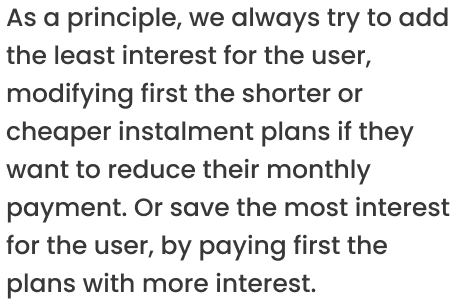 As a principle, we always try to add
the least interest for the user,
modifying first the shorter or
cheaper instalment plans if they
want to reduce their monthly
payment. Or save the most interest
for the user, by paying first the
plans with more interest.